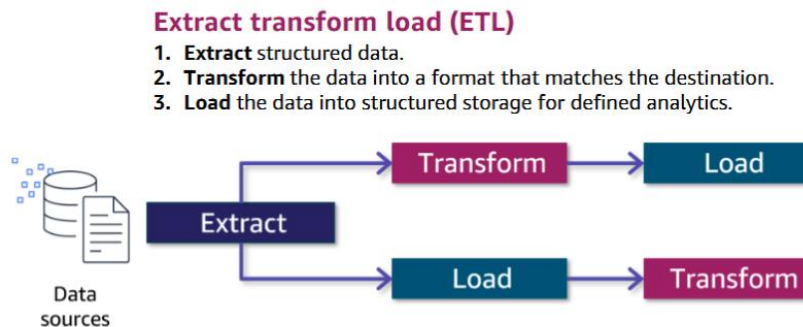 Extract transform load (ETL)
1. Extract structured data.
2. Transform the data into a format that matches the destination.
3. Load the data into structured storage for defined analytics.
Transform
Load
Extract
Load
Transform
Data
sources